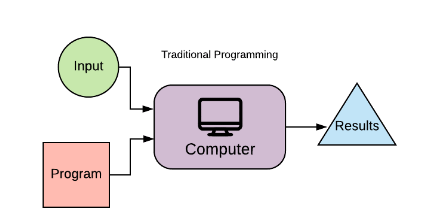 Traditional Programming
Input
Program
Computer
Results